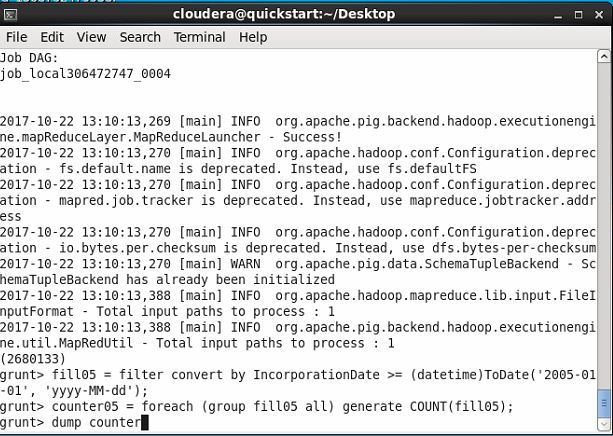 cloudera@quickstart:~/Desktop
File Edit View Search Terminal Help
Job DAG:
job_local306472747_0004
2017-10-22 13:10:13,269 [main] INFO  org.apache.pig.backend.hadoop.executionengi
ne.mapReduceLayer.MapReduceLauncher - Success!
2017-10-22 13:10:13,270 [main] INFO  org.apache.hadoop.conf.Configuration.deprec
ation - fs.default.name is deprecated. Instead, use fs.defaultFS
2017-10-22 13:10:13,270 [main] INFO  org.apache.hadoop.conf.Configuration.deprec
ation - mapred.job.tracker is deprecated. Instead, use mapreduce.jobtracker.addr
ess
2017-10-22 13:10:13,270 [main] INFO  org.apache.hadoop.conf.Configuration.deprec
ation - io.bytes.per.checksum is deprecated. Instead, use dfs.bytes-per-checksum
2017-10-22 13:10:13,270 [main] WARN  org.apache.pig.data.SchemaTupleBackend - Sc
hemaTupleBackend has already been initialized
2017-10-22 13:10:13,388 [main] INFO  org.apache.hadoop.mapreduce.lib.input.FileI
nputFormat - Total input paths to process : 1
2017-10-22 13:10:13,388 [main] INFO  org.apache.pig.backend.hadoop.executionengi
ne.util.MapRedUtil - Total input paths to process : 1
(2680133)
grunt> fill05 = filter convert by IncorporationDate >= (datetime)ToDate('2005-01
-01', 'yyyy-MM-dd');
grunt> counter05 = foreach (group fill05 all) generate COUNT(fill05);
grunt> dump counter